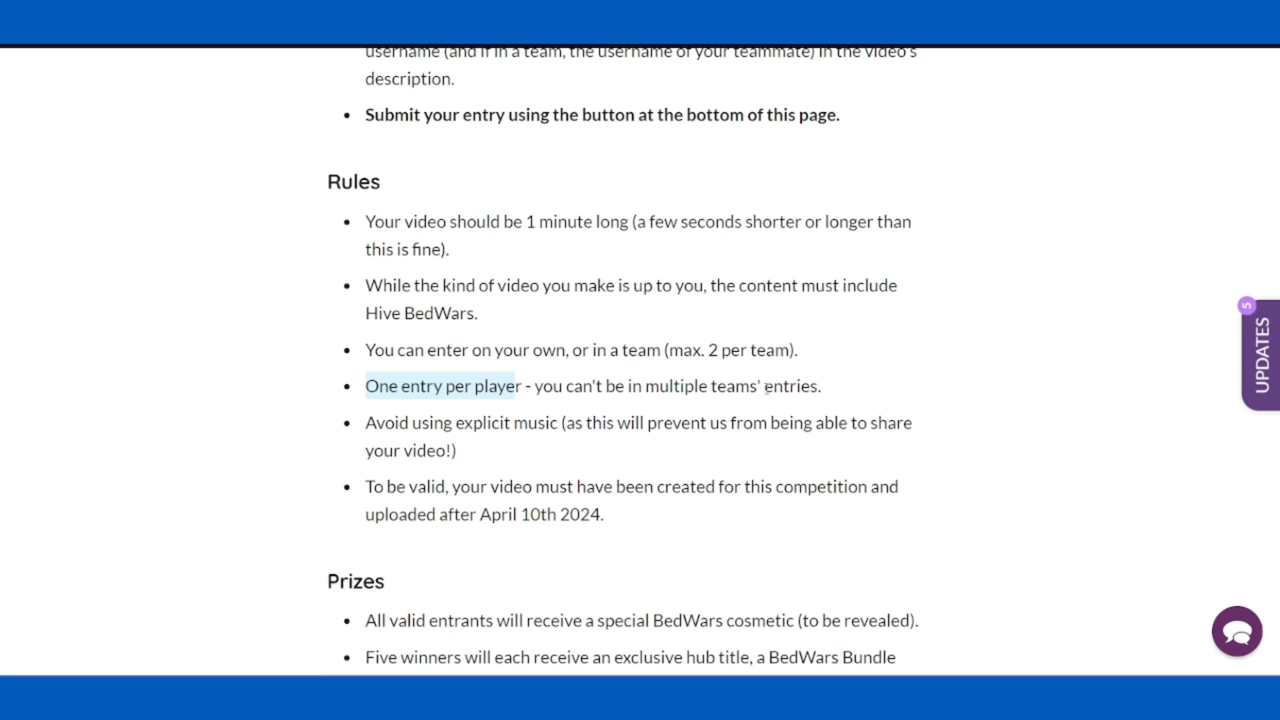 username (and if in a team, the username of your teammate) in the video's
description.
Submit your entry using the button at the bottom of this page.
Rules
Your video should be 1 minute long (a few seconds shorter or longer than
this is fine).
While the kind of video you make is up to you, the content must include
Hive BedWars.
You can enter on your own, or in a team (max. 2 per team).
One entry per player - you can't be in multiple teams' entries.
Avoid using explicit music (as this will prevent us from being able to share
your video!)
To be valid, your video must have been created for this competition and
uploaded after April 10th 2024.
Prizes
All valid entrants will receive a special BedWars cosmetic (to be revealed).
Five winners will each receive an exclusive hub title, a BedWars Bundle
5
UPDATES